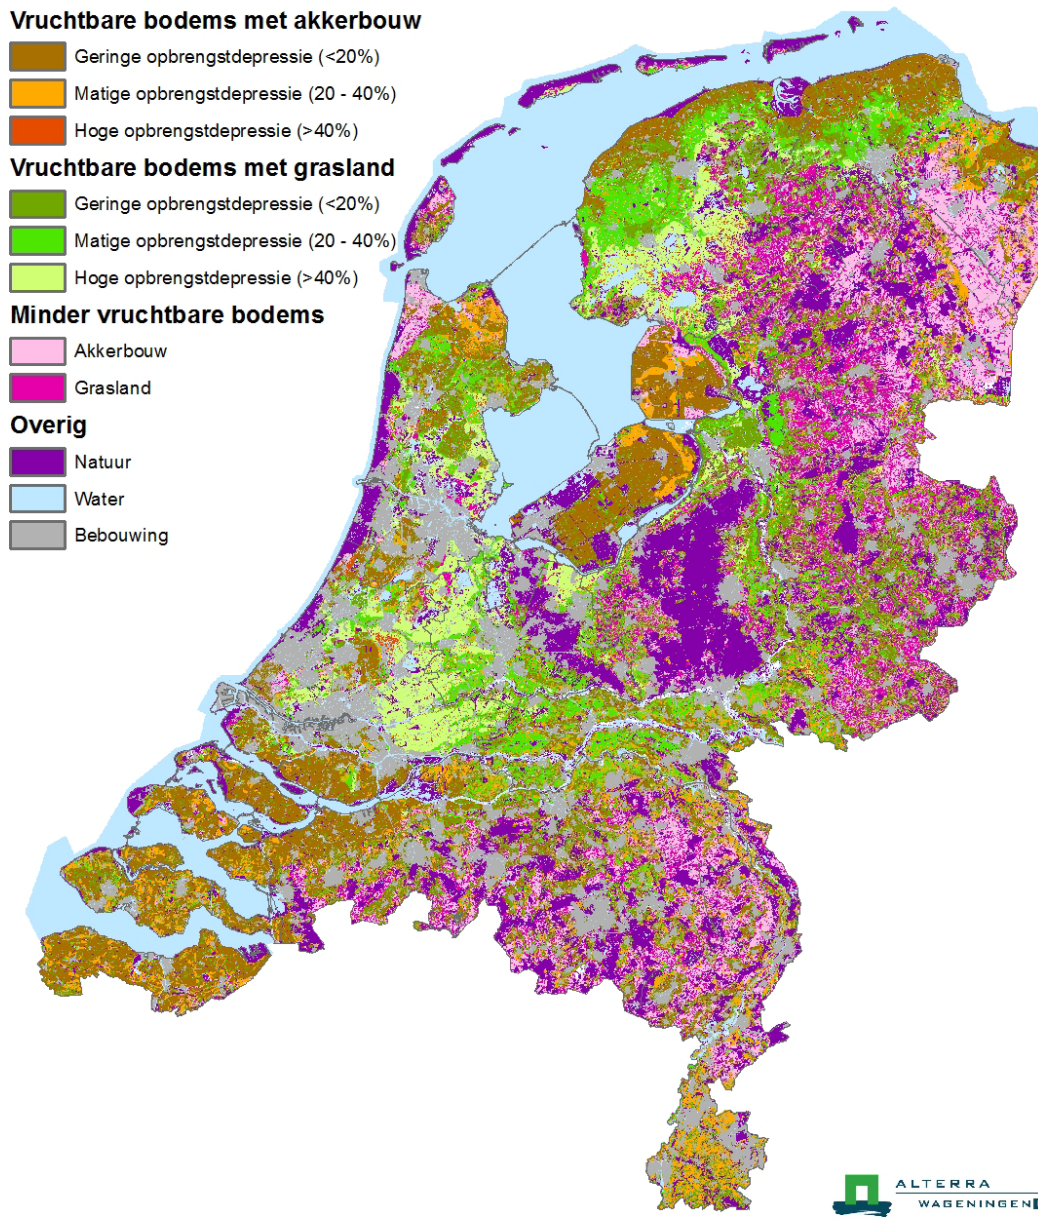 Vruchtbare bodems met akkerbouw
Geringe opbrengstdepressie (<20%)
Matige opbrengstdepressie (20 - 40%)
Hoge opbrengstdepressie (>40%)
Vruchtbare bodems met grasland
Geringe opbrengstdepressie (<20%)
Matige opbrengstdepressie (20 - 40%)
Hoge opbrengstdepressie (>40%)
Minder vruchtbare bodems
Akkerbouw
Grasland
Overig
Natuur
Water
Bebouwing
ALTERRA
WAGENINGEN